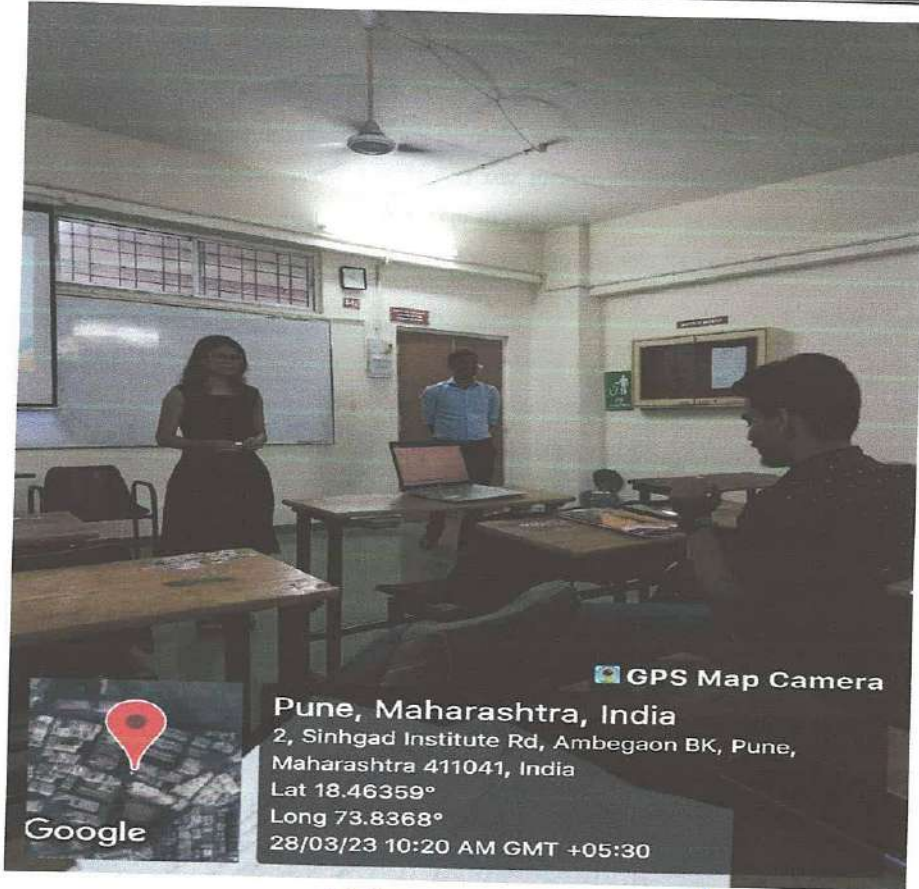 GPS Map Camera
Pune, Maharashtra, India
2, Sinhgad Institute Rd, Ambegaon BK, Pune,
Maharashtra 411041, India
Lat 18.46359°
Long 73.8368°
28/03/23 10:20 AM GMT +05:30
Google